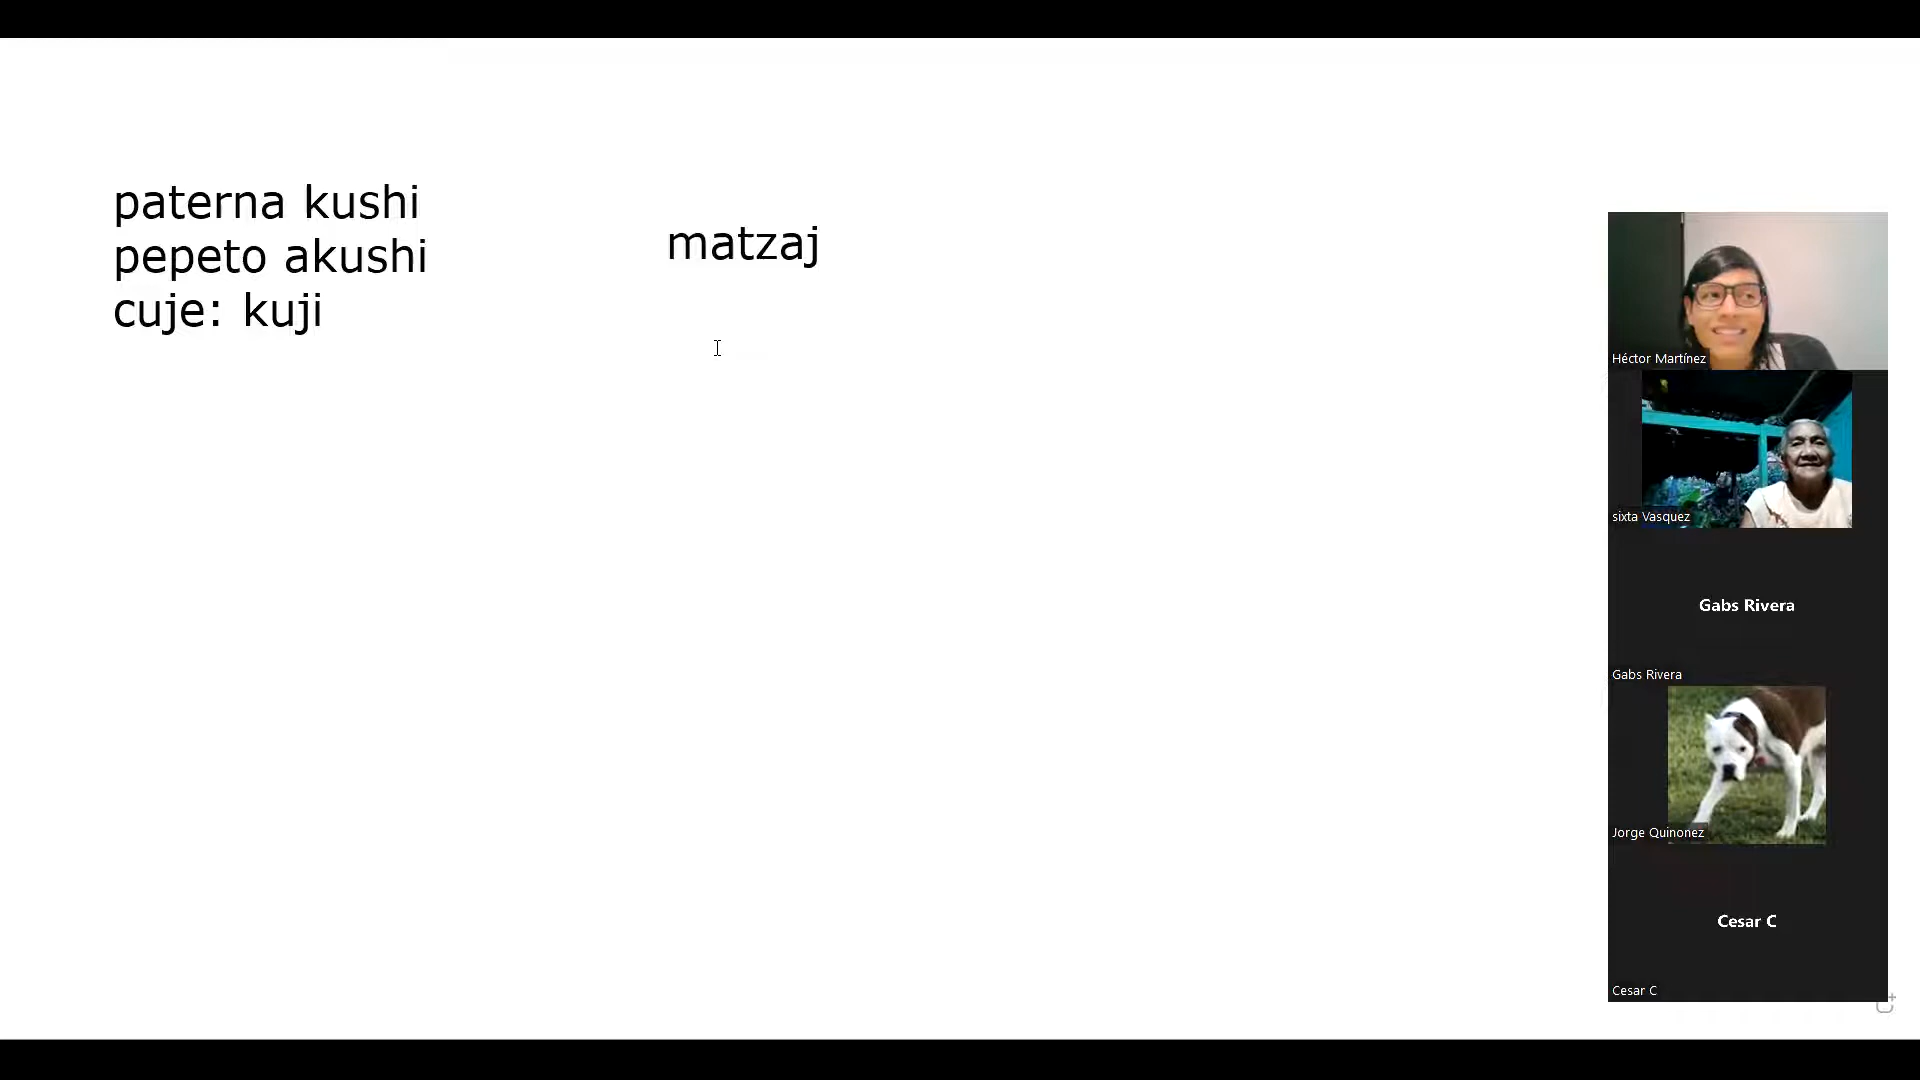 paterna kushi
pepeto akushi
cuje: kuji
matzaj
Héctor Martínez
sixta Vasquez
Gabs Rivera
Gabs Rivera
Jorge Quinonez
Cesar C
Cesar C